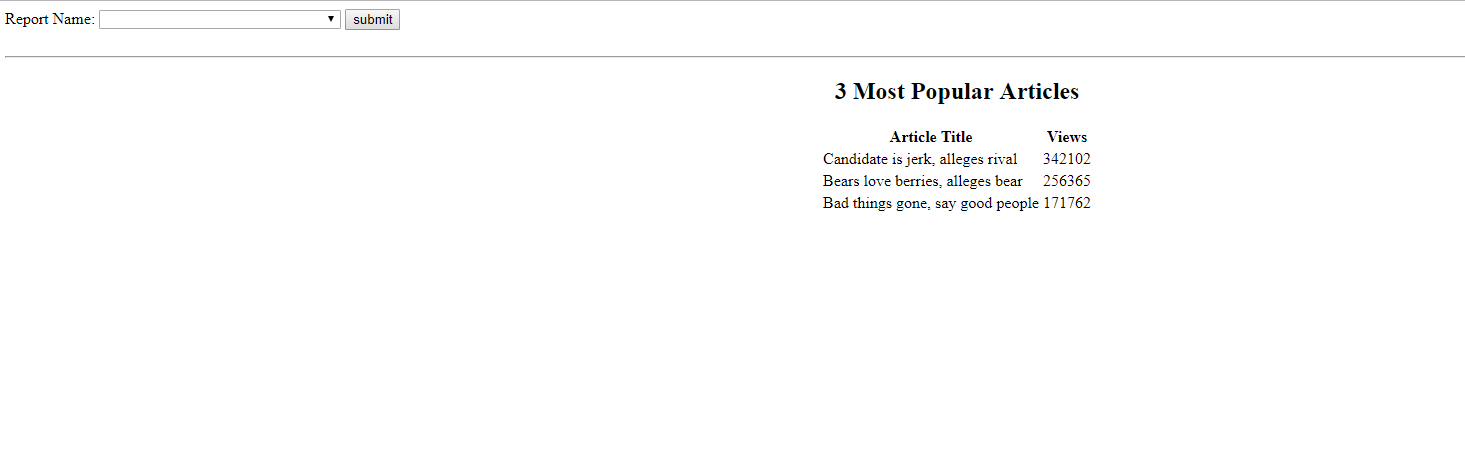 Report Name: submit
3 Most Popular Articles
Article Title Views
Candidate is jerk, alleges rival 342102
Bears love berries, alleges bear 256365
Bad things gone, say good people 171762